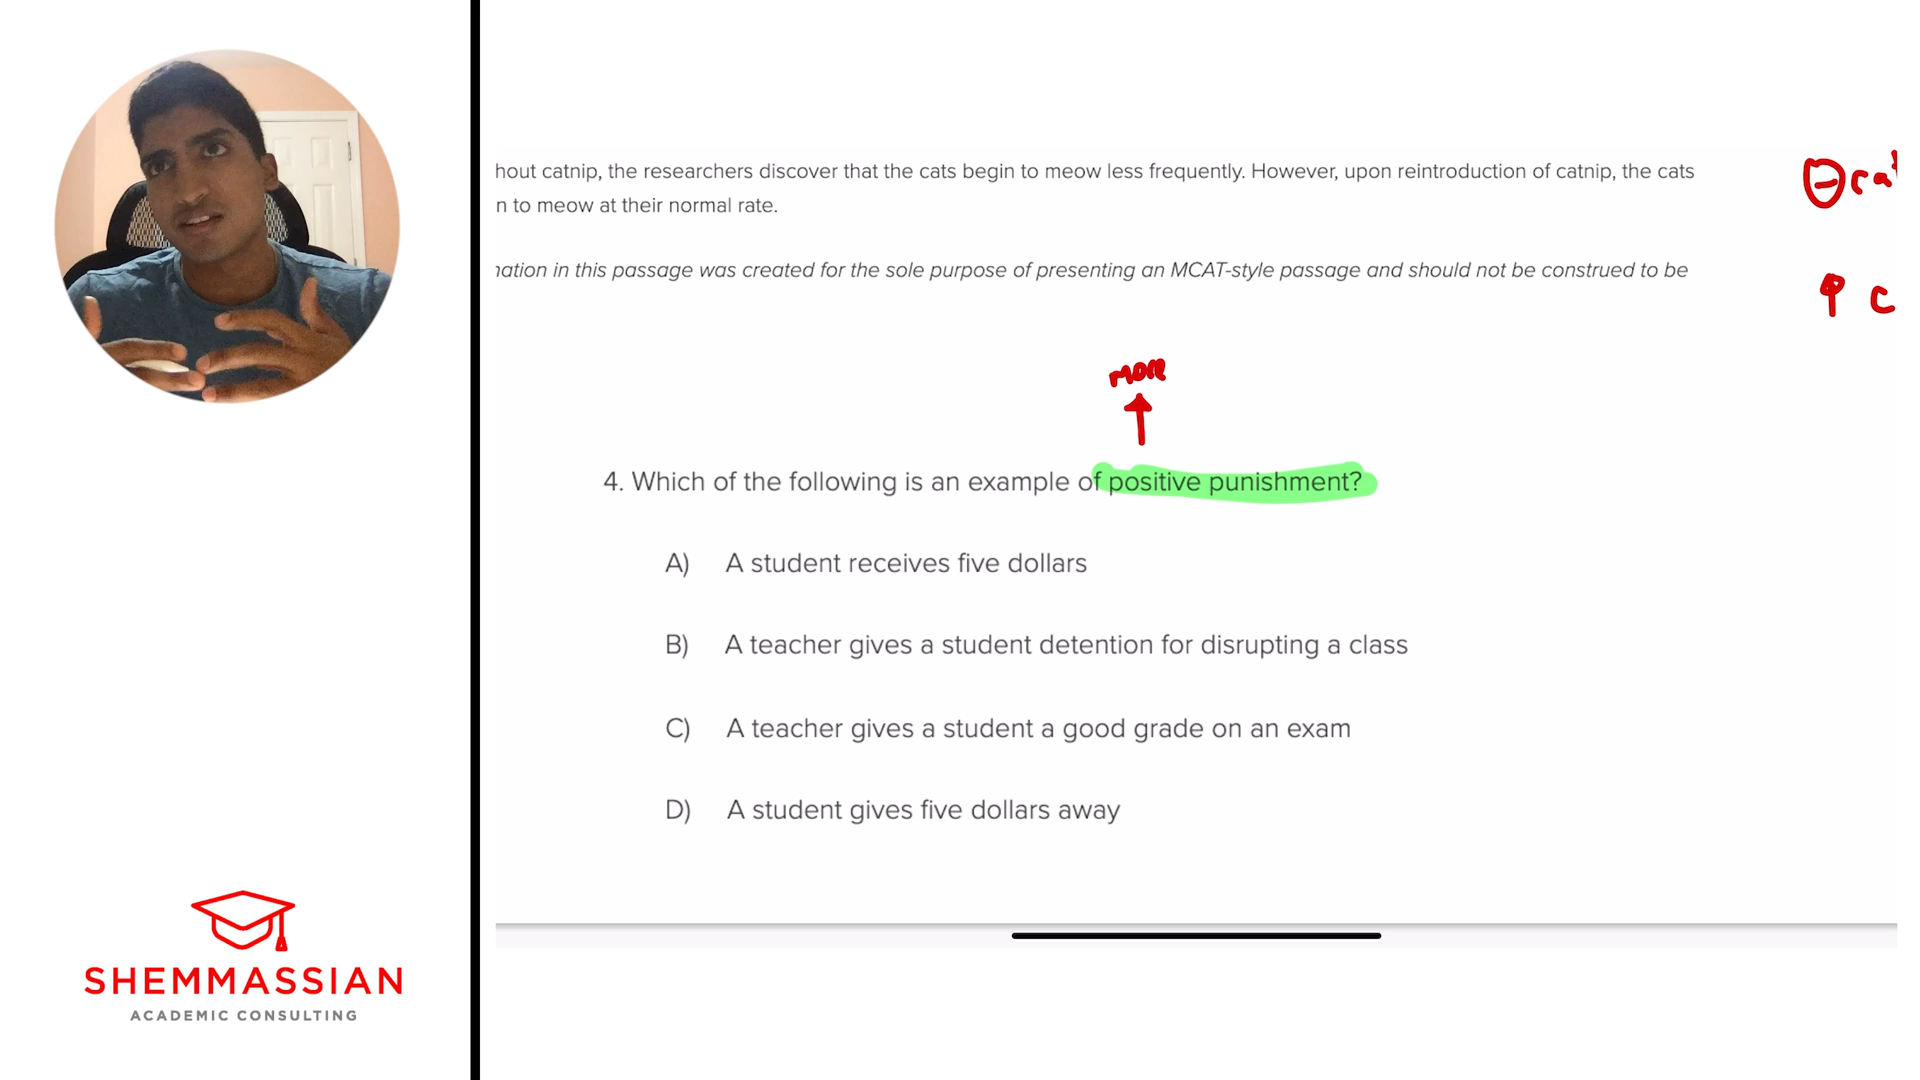 hout catnip, the researchers discover that the cats begin to meow less frequently. However, upon reintroduction of catnip, the cats
n to meow at their normal rate.
nation in this passage was created for the sole purpose of presenting an MCAT-style passage and should not be construed to be
more
4. Which of the following is an example of positive punishment?
A) A student receives five dollars
B) A teacher gives a student detention for disrupting a class
C) A teacher gives a student a good grade on an exam
D) A student gives five dollars away
SHEMMASSIAN
ACADEMIC CONSULTING